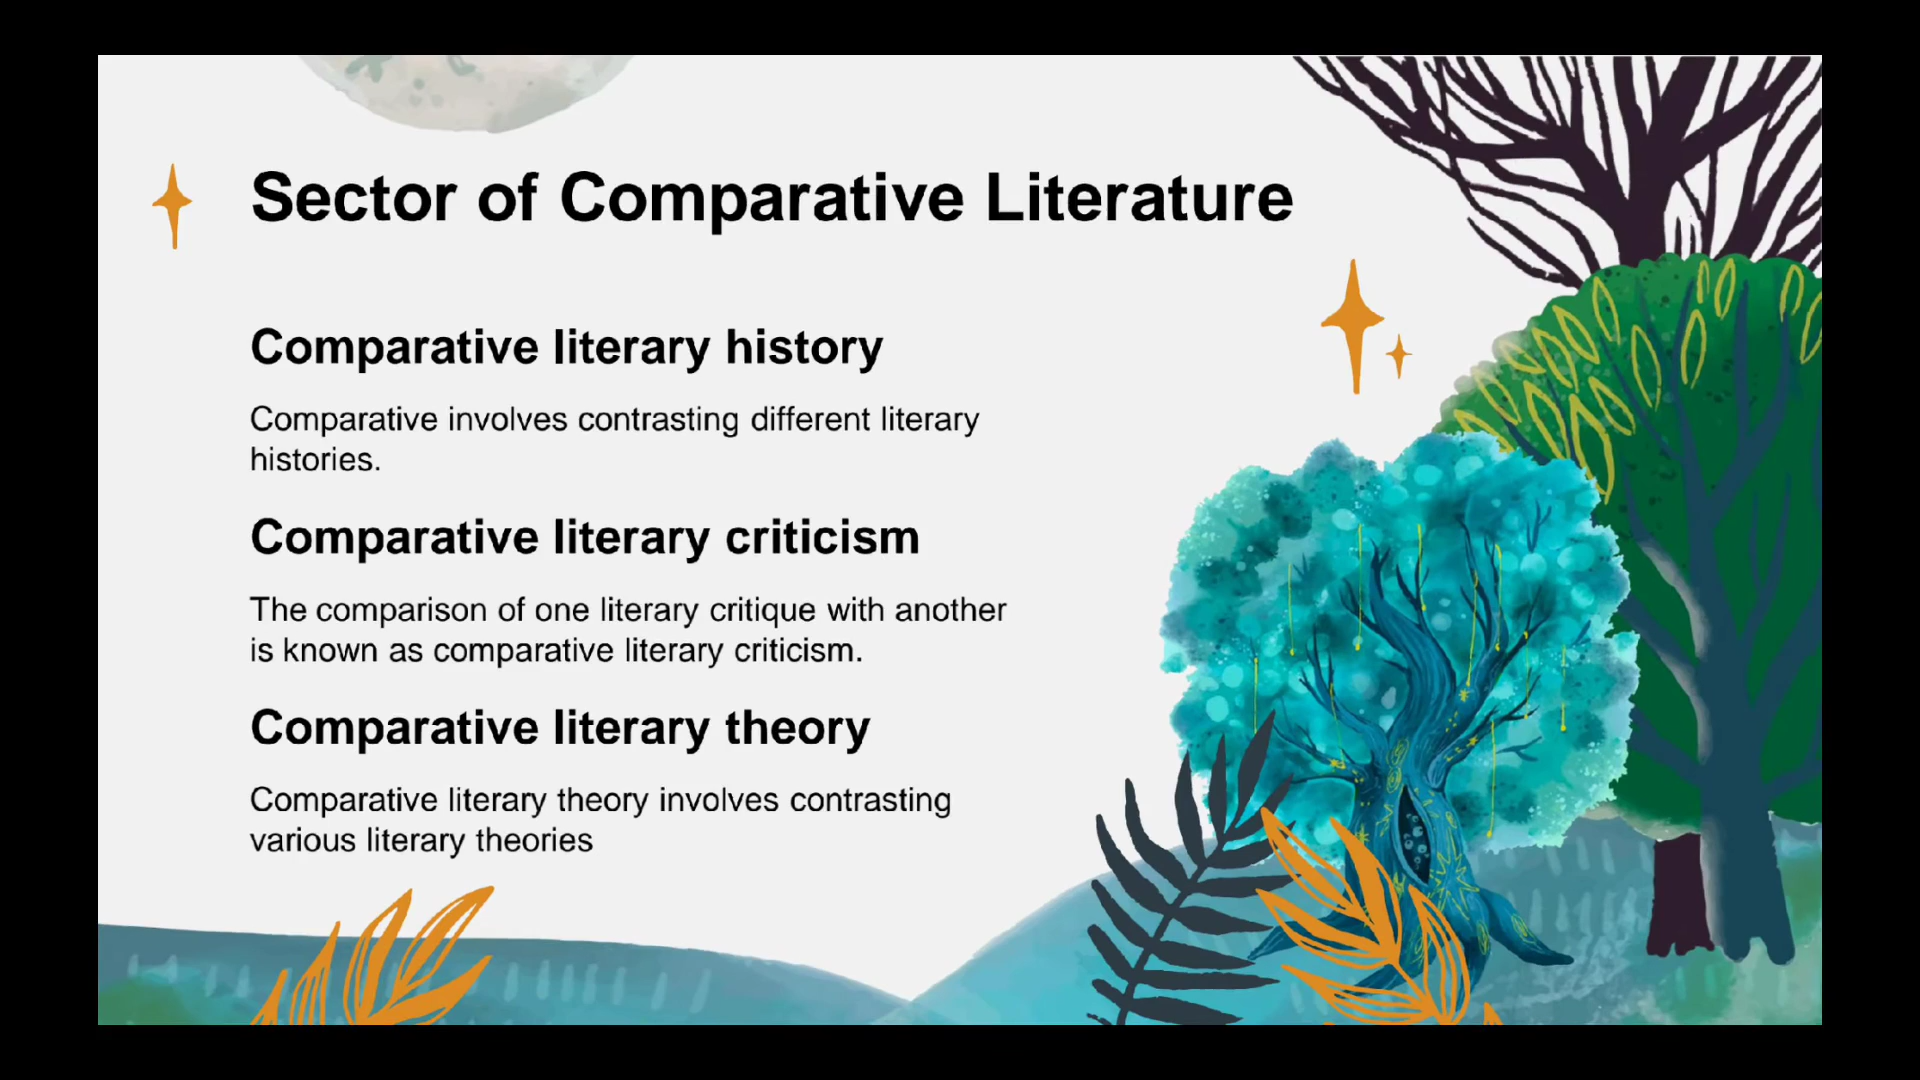 Sector of Comparative Literature
Comparative literary history
Comparative involves contrasting different literary
histories.
Comparative literary criticism
The comparison of one literary critique with another
is known as comparative literary criticism.
Comparative literary theory
Comparative literary theory involves contrasting
various literary theories